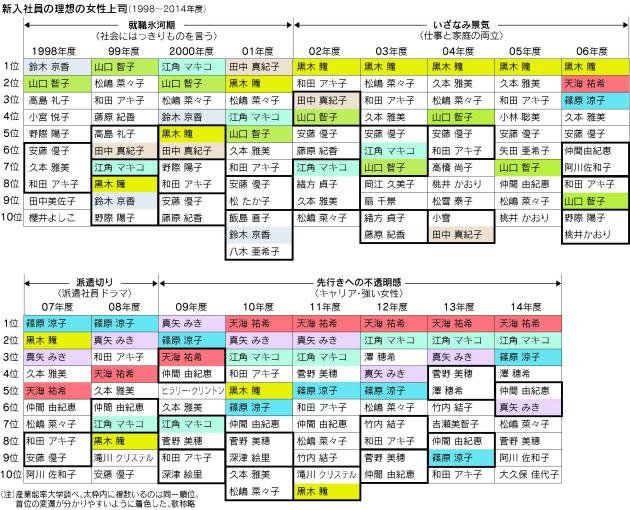 新入社員の理想の女性上司(1998~2014年度)
就職氷河期 いざなみ景気
〈社会にはっきりものを言う〉 〈仕事と家庭の両立〉
1998年度 99年度 2000年度 01年度 02年度 03年度 04年度 05年度 06年度
1位 鈴木 京香 山口 智子 江角 マキコ 田中 真紀子 黒木 瞳 黒木 瞳 黒木 瞳 黒木 瞳 黒木 瞳
2位 山口 智子 松嶋 菜々子 山口 智子 黒木 瞳 和田 アキ子 和田 アキ子 久本 雅美 久本 雅美 天海 祐希
3位 高島 礼子 和田 アキ子 松嶋 菜々子 松嶋 菜々子 田中 真紀子 松嶋 菜々子 和田 アキ子 和田 アキ子 篠原 涼子
4位 小宮 悦子 藤原 紀香 鈴木 京香 江角 マキコ 山口 智子 久本 雅美 山口 智子 小林 聡美 久本 雅美
5位 野際 陽子 高島 礼子 黒木 瞳 山口 智子 安藤 優子 安藤 優子 安藤 優子 安藤 優子 安藤 優子
6位 安藤 優子 田中 真紀子 田中 真紀子 久本 雅美 藤原 紀香 江角 マキコ 和田 アキ子 矢田 亜希子 仲間由紀恵
7位 久本 雅美 江角 マキコ 野際 陽子 和田 アキ子 江角 マキコ 山口 智子 高橋 尚子 山口 智子 阿川佐和子
8位 和田 アキ子 黒木 瞳 和田 アキ子 安藤 優子 緒方 貞子 岡江 久美子 桃井 かおり 仲間 由紀恵 和田 アキ子
9位 田中美佐子 鈴木 京香 安藤 優子 松 たか子 久本 雅美 扇 千景 松雪 泰子 松嶋 菜々子 山口 智子
10位 櫻井よしこ 野際 陽子 藤原 紀香 飯島 直子 松嶋 菜々子 緒方 貞子 小雪 桃井 かおり 野際 陽子
鈴木 京香 藤原 紀香 田中 真紀子 桃井かおり
八木 亜希子
派遣切り 先行きへの不透明感
〈派遣社員ドラマ〉 〈キャリア・強い女性〉
07年度 08年度 09年度 10年度 11年度 12年度 13年度 14年度
1位 篠原 涼子 篠原 涼子 真矢 みき 天海 祐希 天海 祐希 天海 祐希 天海 祐希 天海 祐希
2位 黒木 瞳 真矢 みき 篠原 涼子 真矢 みき 真矢 みき 江角 マキコ 江角 マキコ 江角 マキコ
3位 真矢 みき 和田 アキ子 天海 祐希 江角 マキコ 江角 マキコ 澤 穂希 真矢 みき 篠原 涼子
4位 久本 雅美 天海 祐希 仲間 由紀恵 菅野 美穂 菅野 美穂 真矢 みき 菅野 美穂 澤 穂希
5位 天海 祐希 久本 雅美 ヒラリー・クリントン 黒木 瞳 篠原 涼子 篠原 涼子 澤 穂希 仲間 由紀恵
6位 仲間 由紀恵 仲間 由紀恵 久本 雅美 篠原 涼子 和田 アキ子 松嶋 菜々子 竹内 結子 真矢 みき
7位 松嶋 菜々子 江角 マキコ 江角 マキコ 仲間 由紀恵 仲間 由紀恵 竹内 結子 吉瀬美智子 松嶋 菜々子
8位 和田 アキ子 黒木 瞳 菅野 美穂 菅野 美穂 松嶋 菜々子 和田 アキ子 仲間 由紀恵 菅野 美穂
9位 安藤 優子 滝川 クリステル 和田 アキ子 深津 絵里 竹内 結子 菅野 美穂 篠原 涼子 和田 アキ子
10位 阿川 佐和子 安藤 優子 深津 絵里 久本 雅美 滝川 クリステル 仲間 由紀恵 和田 アキ子 大久保 佳代子
松嶋 菜々子 黒木 瞳
(注)産業能率大学調べ。太枠内に複数いるのは同一順位。
首位の変遷が分かりやすいように着色した。敬称略